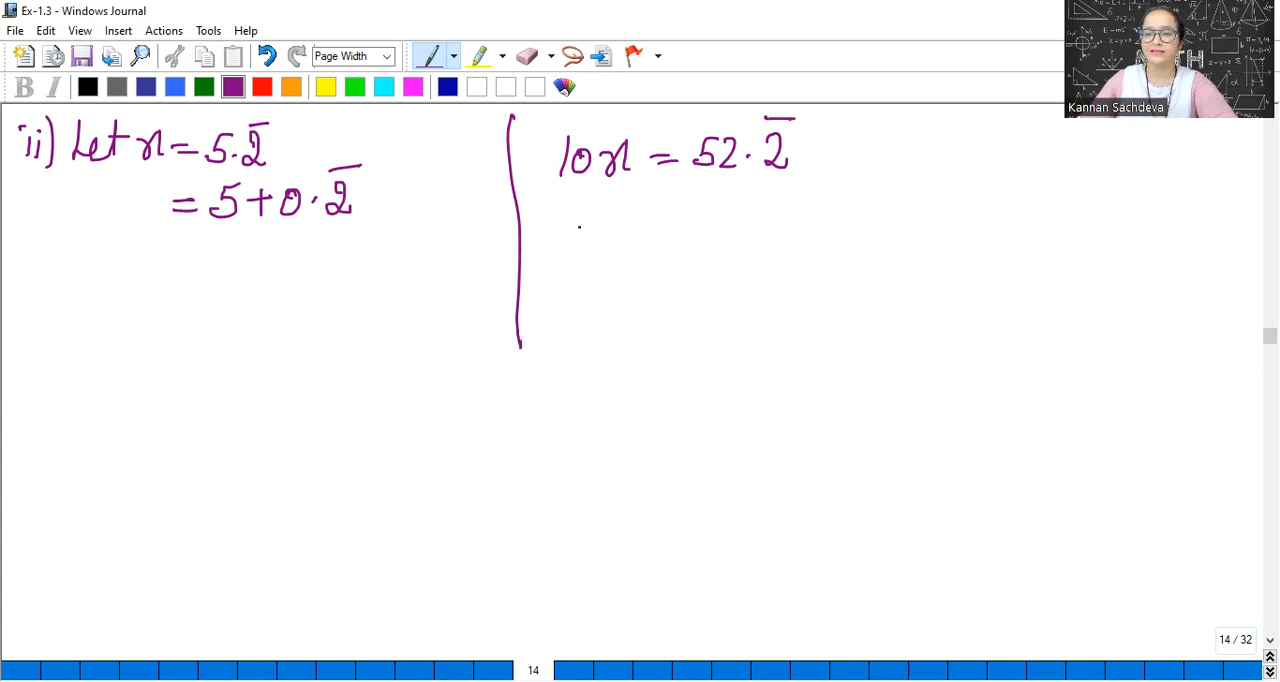 Ex-1.3 - Windows Journal
File Edit View Insert Actions Tools Help
Page Width
B I
Kannan Sachdeva
ii) Let x = 5.2̅
= 5 + 0.2̅
10x = 52.2̅
14 / 32
14